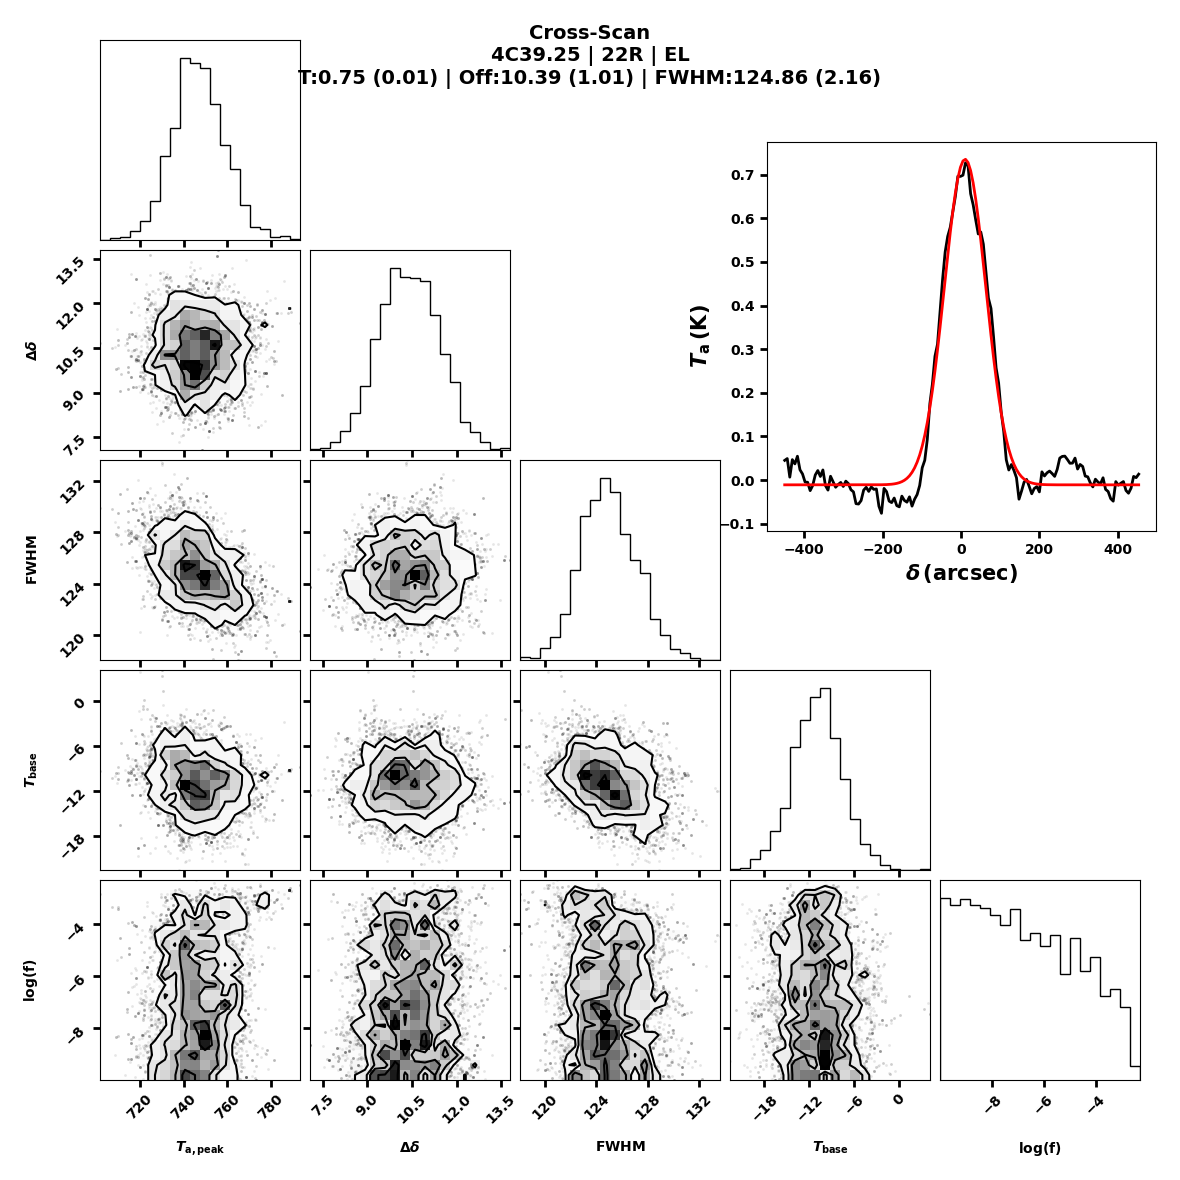 Cross-Scan
4C39.25 | 22R | EL
T:0.75 (0.01) | Off:10.39 (1.01) | FWHM:124.86 (2.16)
0.7
0.6
0.5
0.4
0.3
0.2
0.1
0.0
−0.1
Ta (K)
−400 −200 0 200 400
δ (arcsec)
13.5
12.0
10.5
9.0
7.5
Δδ
132
128
124
120
FWHM
0
−6
−12
−18
Tbase
−4
−6
−8
log(f)
720 740 760 780
7.5 9.0 10.5 12.0 13.5
120 124 128 132
−18 −12 −6 0
−8 −6 −4
Ta, peak
Δδ
FWHM
Tbase
log(f)